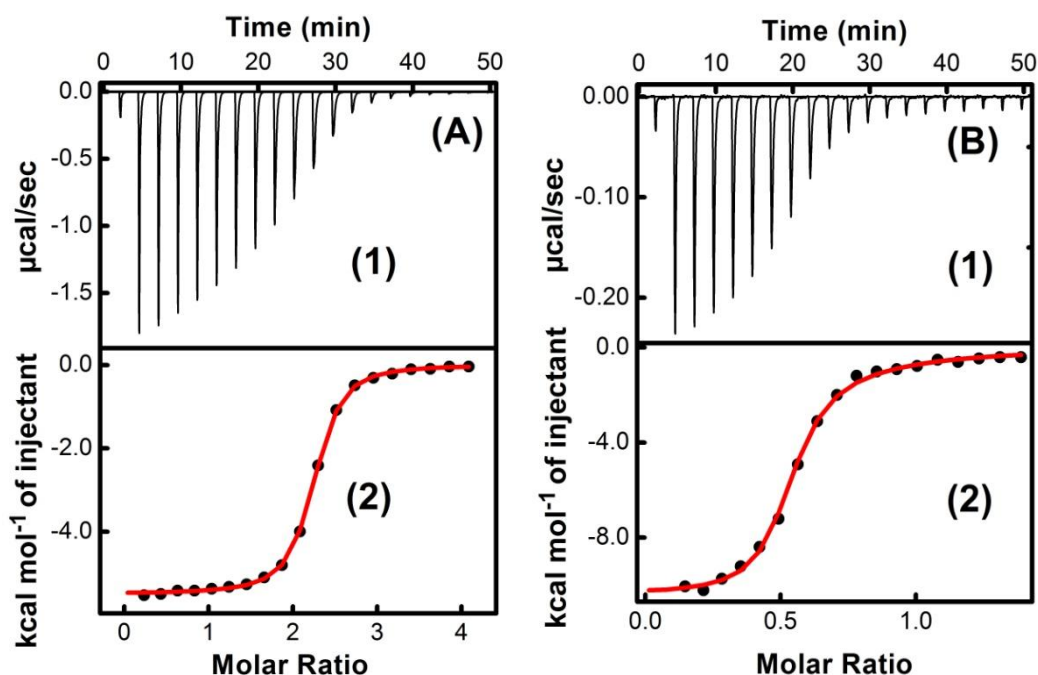 Time (min)
0 10 20 30 40 50
0.0
-0.5
-1.0
-1.5
µcal/sec
(A)
(1)
0.0
-2.0
-4.0
kcal mol⁻¹ of injectant
(2)
0 1 2 3 4
Molar Ratio
Time (min)
0 10 20 30 40 50
0.00
-0.10
-0.20
µcal/sec
(B)
(1)
0.0
-4.0
-8.0
kcal mol⁻¹ of injectant
(2)
0.0 0.5 1.0
Molar Ratio